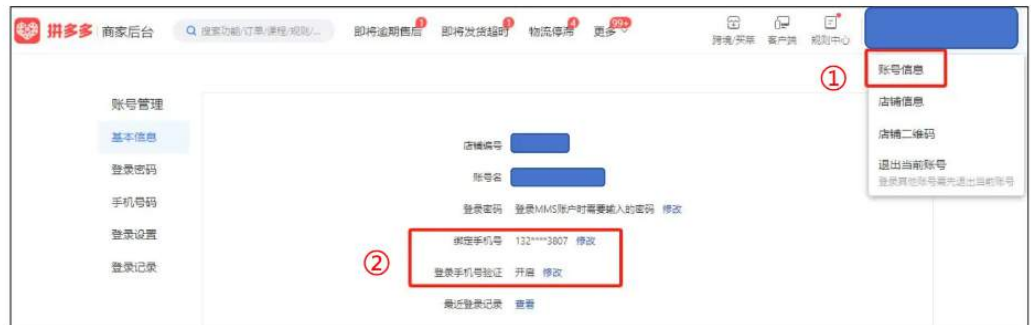 拼多多 商家后台 搜索功能/订单/课程/规则/... 即将逾期售后 1 即将发货超时 1 物流停滞 4 更多 99+ 跨境/买菜 客户端 规则中心
① 账号信息
店铺信息
店铺二维码
退出当前账号
登录其他账号需先退出当前账号
账号管理
基本信息
登录密码
手机号码
登录设置
登录记录
店铺编号
账号名
登录密码 登录MMS账户时需要输入的密码 修改
② 绑定手机号 132****3807 修改
登录手机号验证 开启 修改
最近登录记录 查看